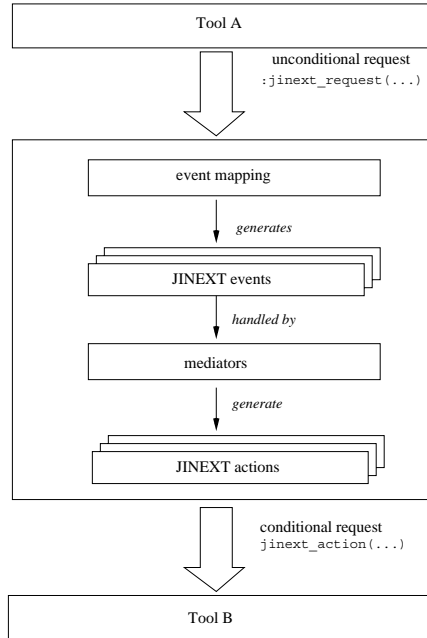 Tool A
unconditional request
:jinext_request(...)
event mapping
generates
JINEXT events
handled by
mediators
generate
JINEXT actions
conditional request
jinext_action(...)
Tool B